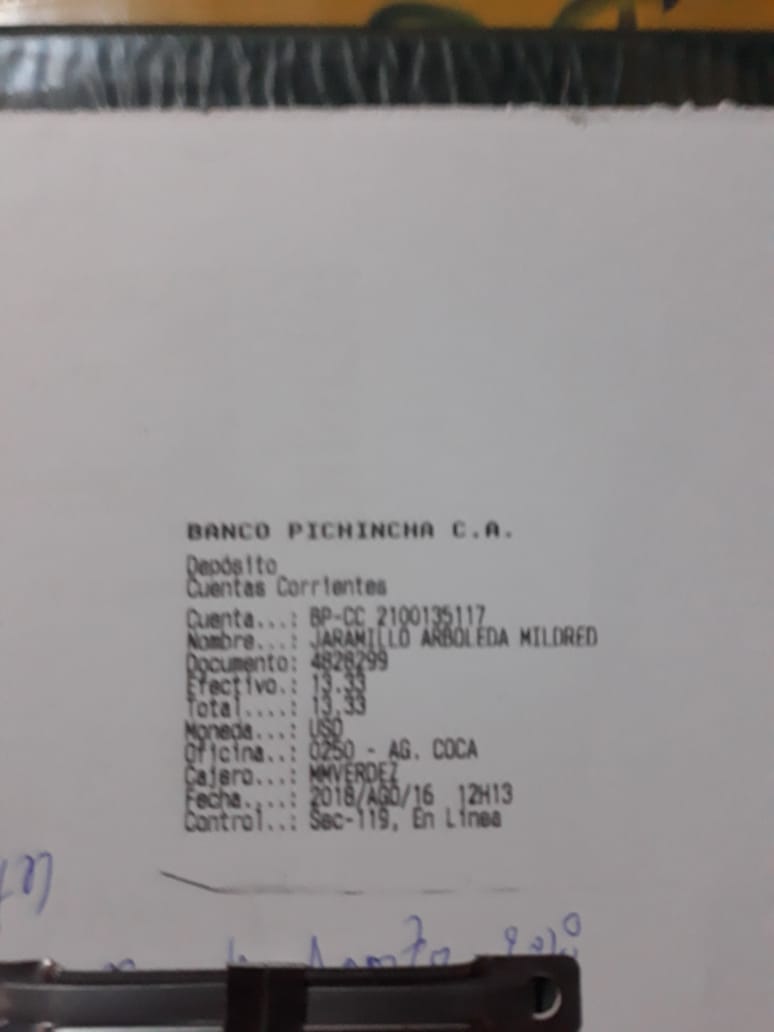 BANCO PICHINCHA C.A.
Depósito
Cuentas Corrientes
Cuenta...: BP-CC 2100135117
Nombre...: JARAMILLO ARBOLEDA MILDRED
Documento: 4828299
Efectivo.: 13.33
Total....: 13.33
Moneda...: USD
Oficina..: 0250 - AG. COCA
Cajero...: MMVERDEZ
Fecha....: 2018/AGO/16 12H13
Control..: Sec-119, En Linea